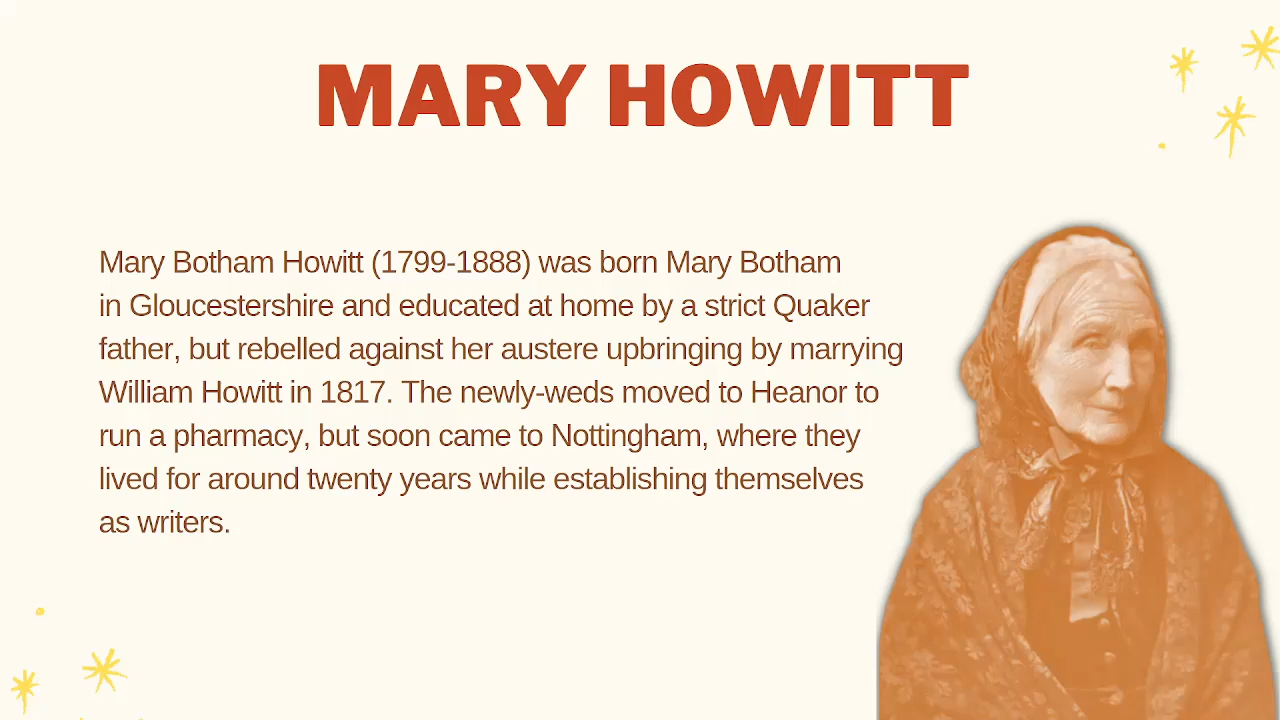 MARY HOWITT
Mary Botham Howitt (1799-1888) was born Mary Botham
in Gloucestershire and educated at home by a strict Quaker
father, but rebelled against her austere upbringing by marrying
William Howitt in 1817. The newly-weds moved to Heanor to
run a pharmacy, but soon came to Nottingham, where they
lived for around twenty years while establishing themselves
as writers.